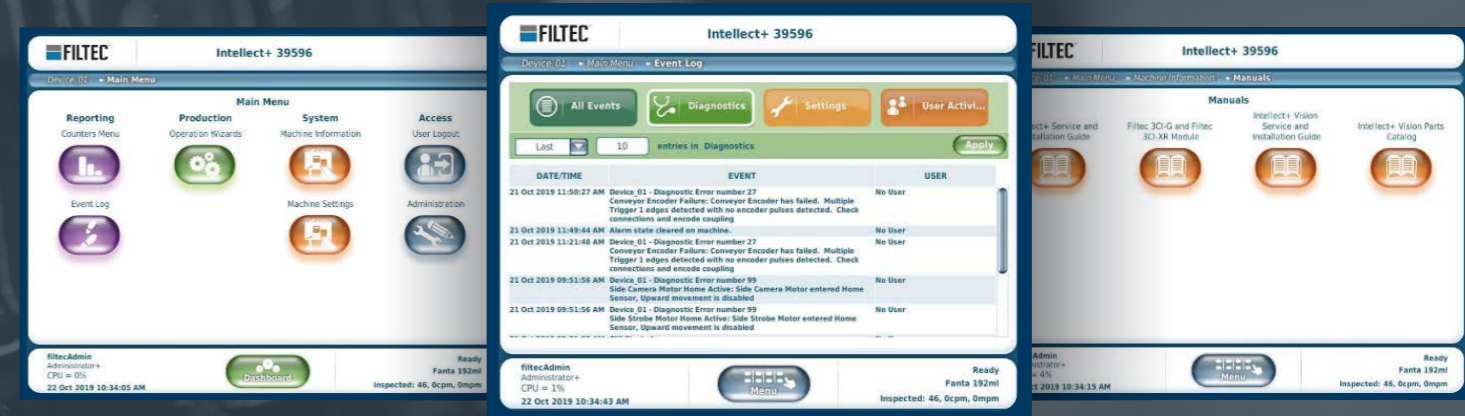 FILTEC
Intellect+ 39596
Device_01 ▸ Main Menu
Main Menu
Reporting Production System Access
Counters Menu Operation Wizards Machine Information User Logout
Event Log Machine Settings Administration
filtecAdmin
Administrator+
CPU = 0%
22 Oct 2019 10:34:05 AM
Dashboard
Ready
Fanta 192ml
Inspected: 46, 0cpm, 0mpm
FILTEC
Intellect+ 39596
Device_01 ▸ Main Menu ▸ Event Log
All Events Diagnostics Settings User Activi...
Last 10 entries in Diagnostics Apply
DATE/TIME EVENT USER
21 Oct 2019 11:50:27 AM Device_01 - Diagnostic Error number 27 No User
Conveyor Encoder Failure: Conveyor Encoder has failed. Multiple
Trigger 1 edges detected with no encoder pulses detected. Check
connections and encode coupling
21 Oct 2019 11:49:44 AM Alarm state cleared on machine. No User
21 Oct 2019 11:21:48 AM Device_01 - Diagnostic Error number 27 No User
Conveyor Encoder Failure: Conveyor Encoder has failed. Multiple
Trigger 1 edges detected with no encoder pulses detected. Check
connections and encode coupling
21 Oct 2019 09:51:56 AM Device_01 - Diagnostic Error number 99 No User
Side Camera Motor Home Active: Side Camera Motor entered Home
Sensor, Upward movement is disabled
21 Oct 2019 09:51:56 AM Device_01 - Diagnostic Error number 99 No User
Side Strobe Motor Home Active: Side Strobe Motor entered Home
Sensor, Upward movement is disabled
filtecAdmin
Administrator+
CPU = 1%
22 Oct 2019 10:34:43 AM
Menu
Ready
Fanta 192ml
Inspected: 46, 0cpm, 0mpm
FILTEC
Intellect+ 39596
▸ Main Menu ▸ Machine Information ▸ Manuals
Manuals
ect+ Service and
tallation Guide
Filtec 3CI-G and Filtec
3CI-XR Module
Intellect+ Vision
Service and
Installation Guide
Intellect+ Vision Parts
Catalog
Admin
nistrator+
= 4%
t 2019 10:34:15 AM
Menu
Ready
Fanta 192ml
Inspected: 46, 0cpm, 0mpm